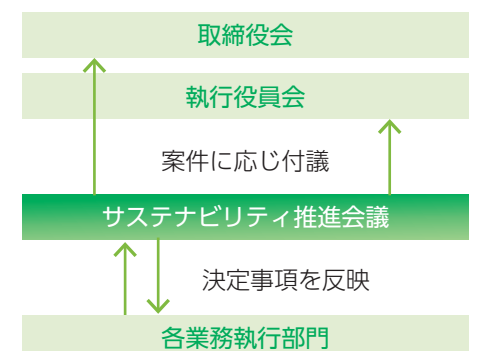 取締役会
執行役員会
案件に応じ付議
サステナビリティ推進会議
決定事項を反映
各業務執行部門